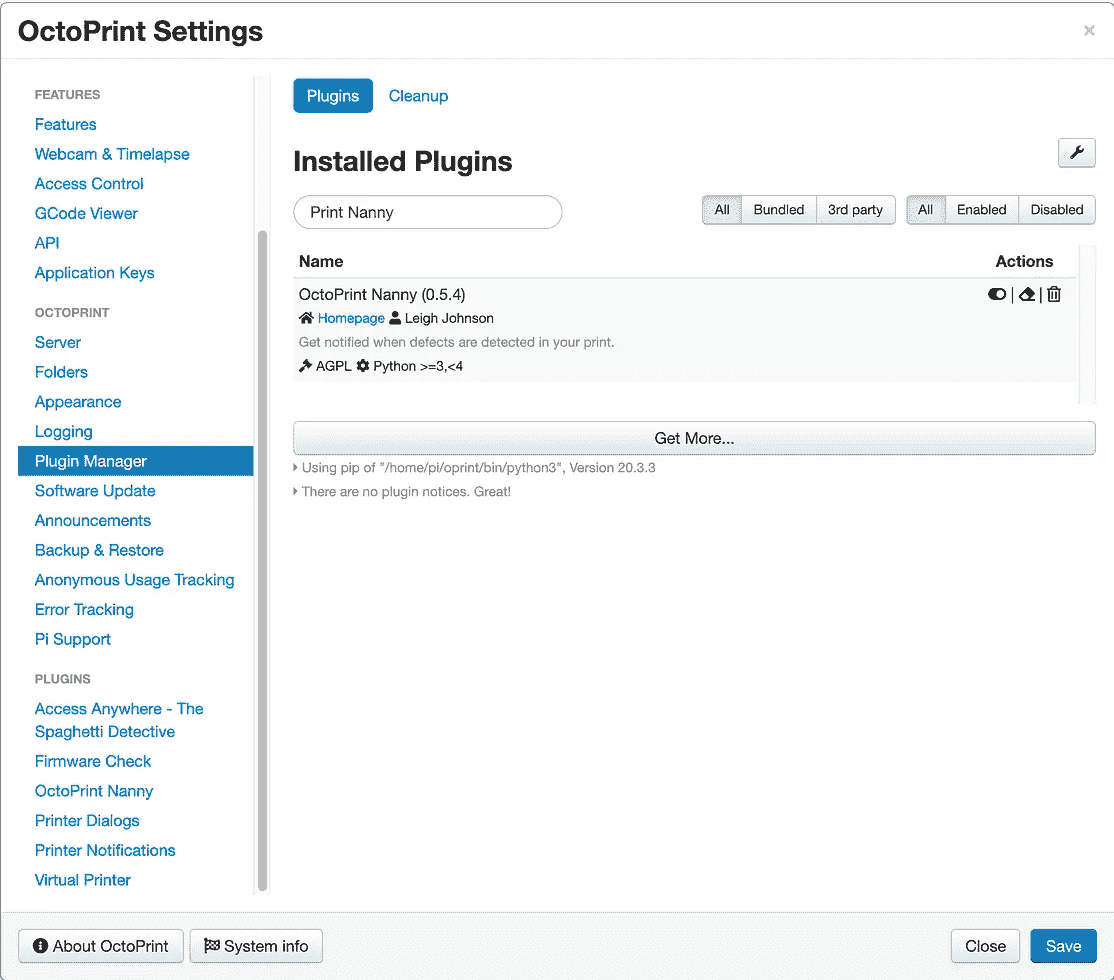 OctoPrint Settings
×
FEATURES
Features
Webcam & Timelapse
Access Control
GCode Viewer
API
Application Keys
OCTOPRINT
Server
Folders
Appearance
Logging
Plugin Manager
Software Update
Announcements
Backup & Restore
Anonymous Usage Tracking
Error Tracking
Pi Support
PLUGINS
Access Anywhere - The
Spaghetti Detective
Firmware Check
OctoPrint Nanny
Printer Dialogs
Printer Notifications
Virtual Printer
Plugins Cleanup
Installed Plugins
Print Nanny All Bundled 3rd party All Enabled Disabled
Name Actions
OctoPrint Nanny (0.5.4) | |
Homepage Leigh Johnson
Get notified when defects are detected in your print.
AGPL Python >=3,<4
Get More...
Using pip of "/home/pi/oprint/bin/python3", Version 20.3.3
There are no plugin notices. Great!
About OctoPrint System info Close Save